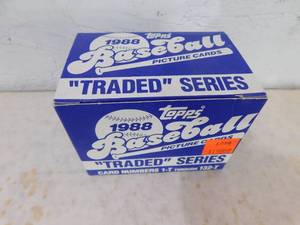 topps
1988
Baseball
PICTURE CARDS
"TRADED" SERIES
topps
1988
Baseball
PICTURE CARDS
"TRADED" SERIES
CARD NUMBERS 1-T THROUGH 132-T